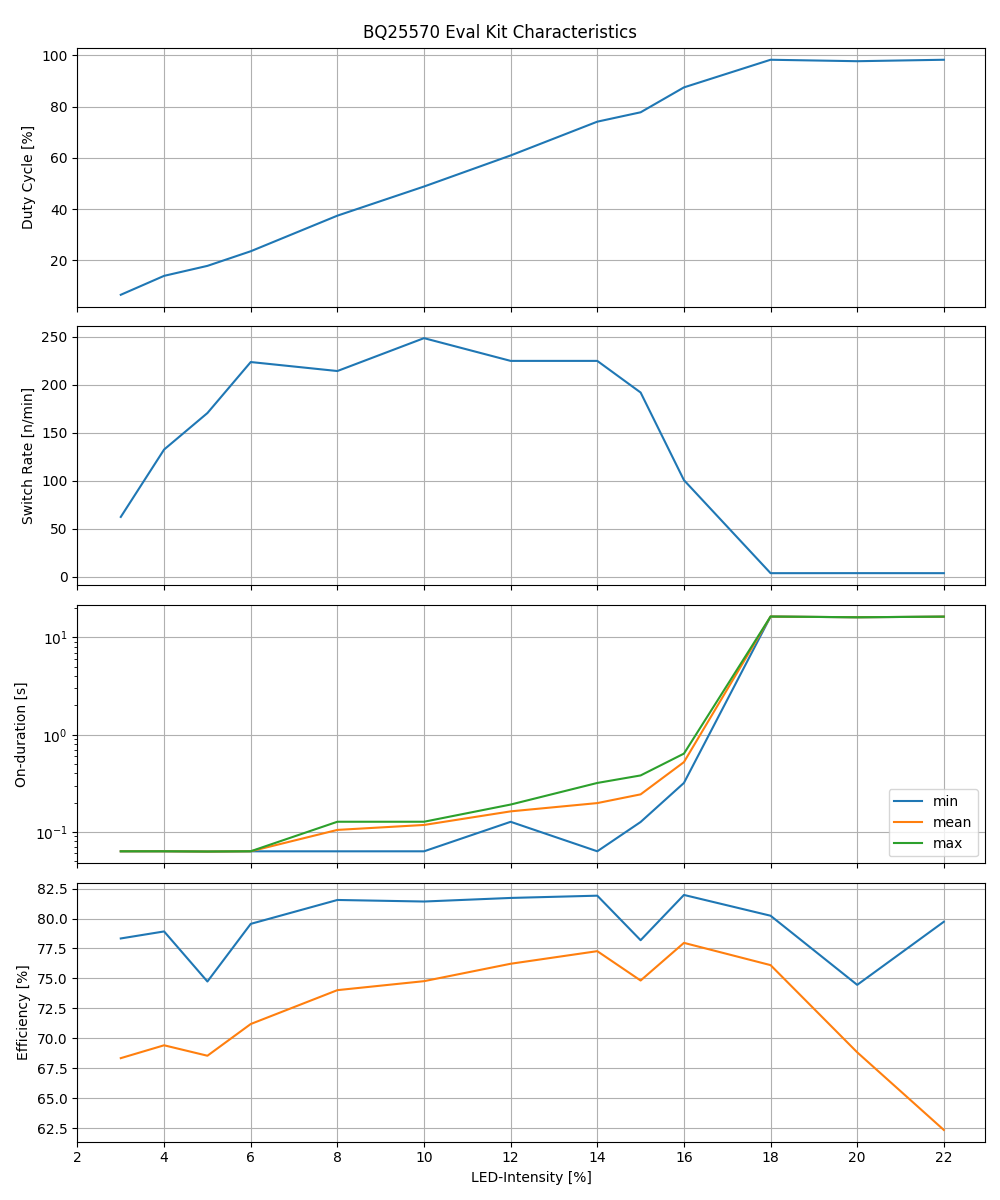 BQ25570 Eval Kit Characteristics
100
80
60
40
20
Duty Cycle [%]
250
200
150
100
50
0
Switch Rate [n/min]
10¹
10⁰
10⁻¹
On-duration [s]
min
mean
max
82.5
80.0
77.5
75.0
72.5
70.0
67.5
65.0
62.5
Efficiency [%]
2 4 6 8 10 12 14 16 18 20 22
LED-Intensity [%]